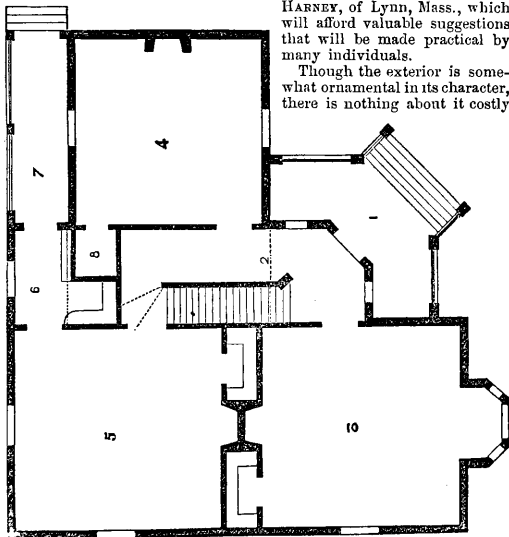 HARNEY, of Lynn, Mass., which
will afford valuable suggestions
that will be made practical by
many individuals.
Though the exterior is some-
what ornamental in its character,
there is nothing about it costly
4
7
1
8
2
6
5